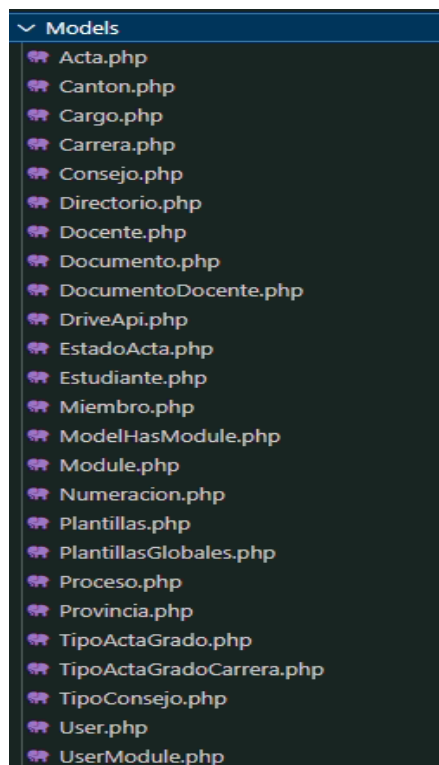 Models
Acta.php
Canton.php
Cargo.php
Carrera.php
Consejo.php
Directorio.php
Docente.php
Documento.php
DocumentoDocente.php
DriveApi.php
EstadoActa.php
Estudiante.php
Miembro.php
ModelHasModule.php
Module.php
Numeracion.php
Plantillas.php
PlantillasGlobales.php
Proceso.php
Provincia.php
TipoActaGrado.php
TipoActaGradoCarrera.php
TipoConsejo.php
User.php
UserModule.php